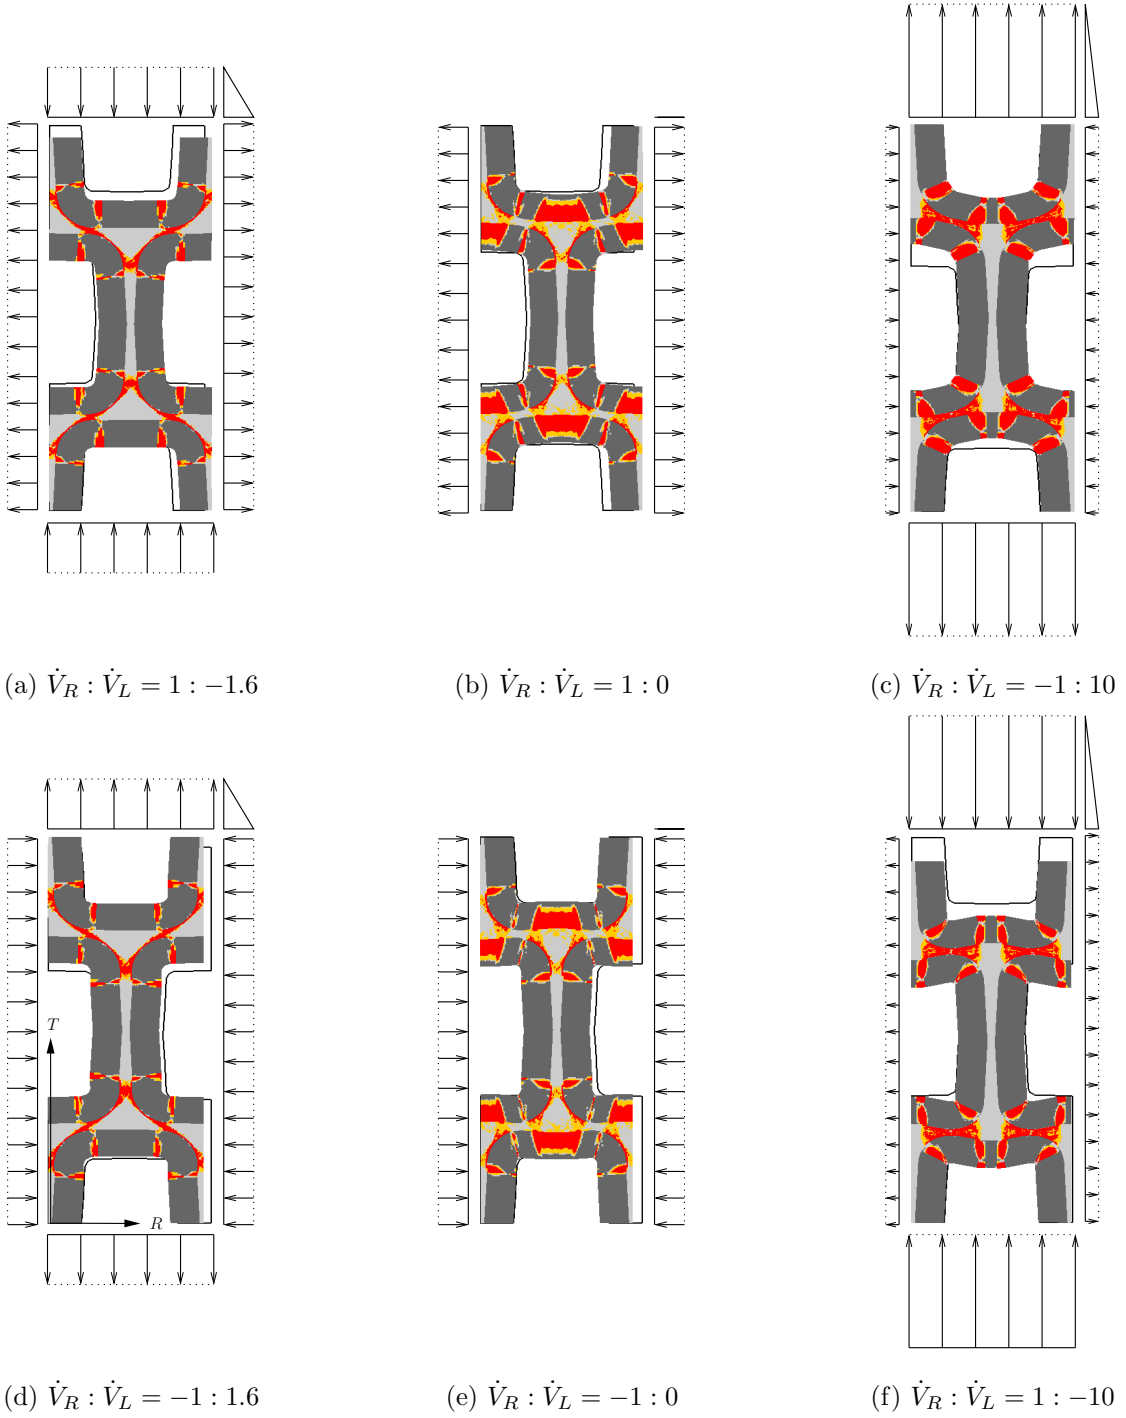 (a) V̇_R : V̇_L = 1 : −1.6
(b) V̇_R : V̇_L = 1 : 0
(c) V̇_R : V̇_L = −1 : 10
T
R
(d) V̇_R : V̇_L = −1 : 1.6
(e) V̇_R : V̇_L = −1 : 0
(f) V̇_R : V̇_L = 1 : −10